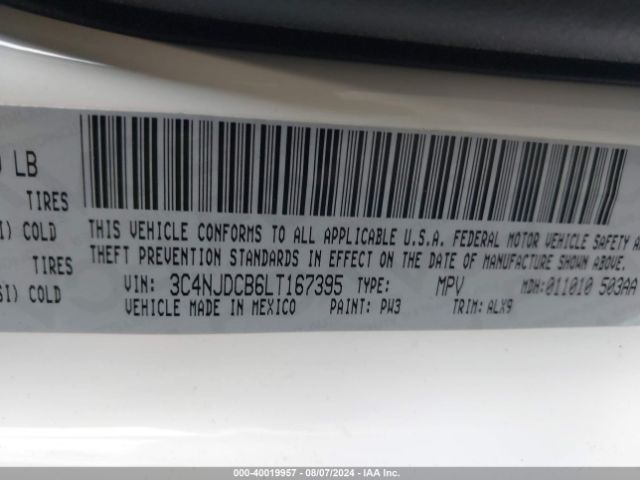 LB
TIRES
I) COLD
TIRES
SI) COLD
THIS VEHICLE CONFORMS TO ALL APPLICABLE U.S.A. FEDERAL MOTOR VEHICLE SAFETY
THEFT PREVENTION STANDARDS IN EFFECT ON THE DATE OF MANUFACTURE SHOWN ABOVE.
VIN: 3C4NJDCB6LT167395 TYPE: MPV MDH: 011010 503AA
VEHICLE MADE IN MEXICO PAINT: PW3 TRIM: ALX9
000-40019957 - 08/07/2024 - IAA Inc.